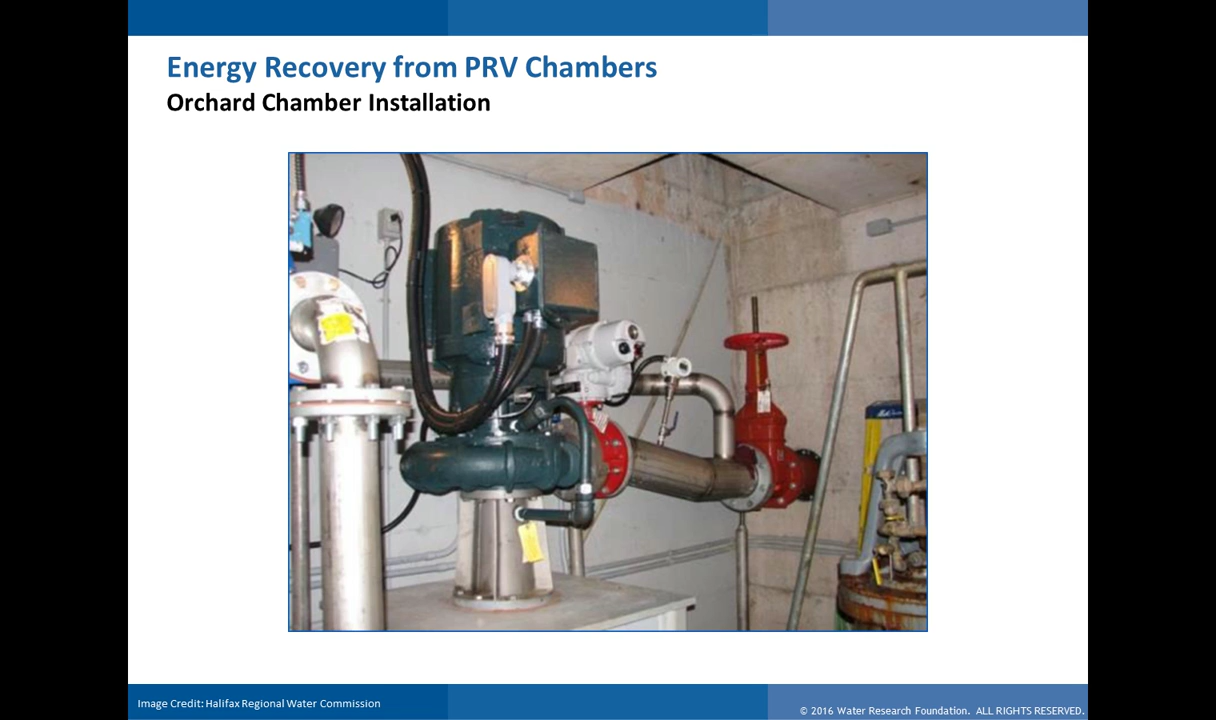 Energy Recovery from PRV Chambers
Orchard Chamber Installation
Image Credit: Halifax Regional Water Commission
© 2016 Water Research Foundation.  ALL RIGHTS RESERVED.